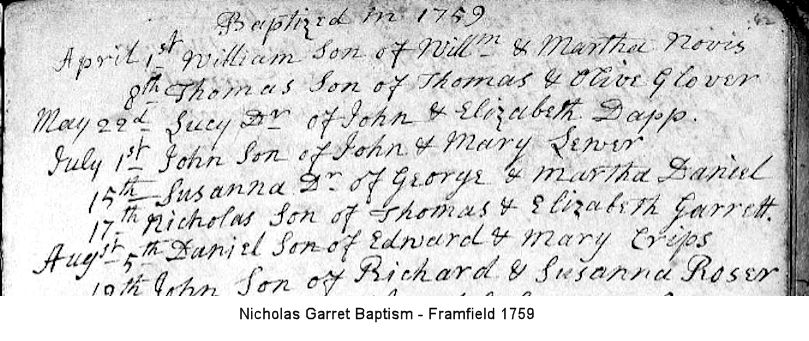 Baptized in 1759
April 1st William Son of Willm & Martha Novis
8th Thomas Son of Thomas & Olive Glover
May 22d Lucy Dr of John & Elizabeth Dapp.
July 1st John Son of John & Mary Lewer
15th Susanna Dr of George & Martha Daniel
17th Nicholas Son of Thomas & Elizabeth Garrett.
Augst 5th Daniel Son of Edward & Mary Crips
John Son of Richard & Susanna Roser
Nicholas Garret Baptism - Framfield 1759